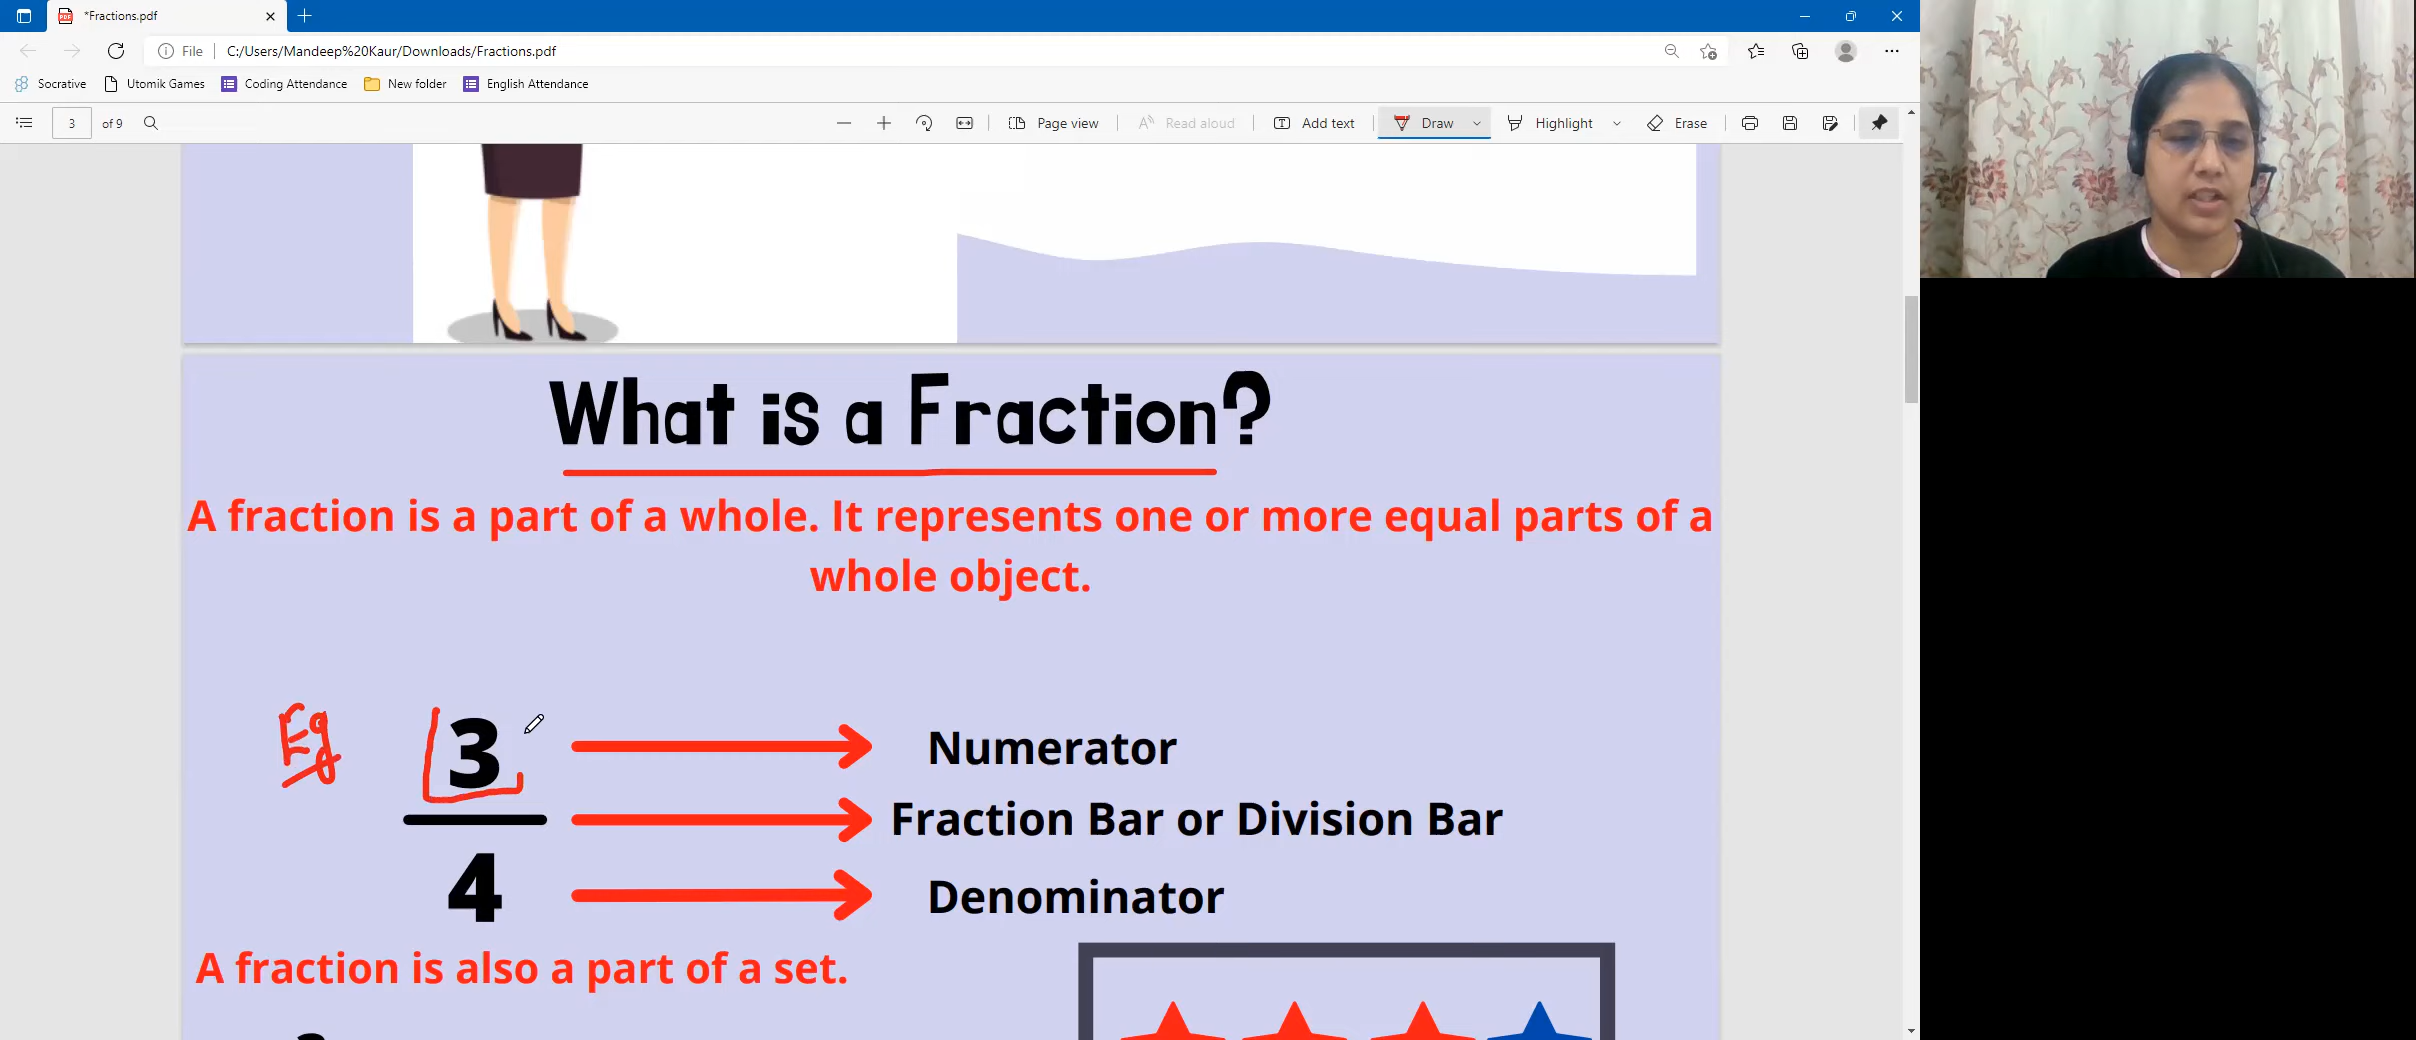 *Fractions.pdf
File C:/Users/Mandeep%20Kaur/Downloads/Fractions.pdf
Socrative Utomik Games Coding Attendance New folder English Attendance
3 of 9 Page view Read aloud Add text Draw Highlight Erase
What is a Fraction?
A fraction is a part of a whole. It represents one or more equal parts of a
whole object.
Eg 3 Numerator
Fraction Bar or Division Bar
4 Denominator
A fraction is also a part of a set.